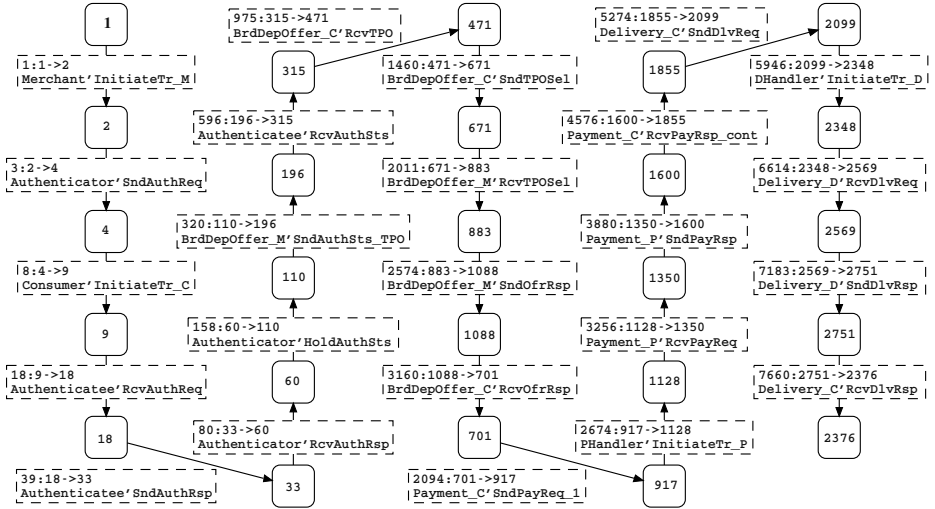 1
1:1->2
Merchant'InitiateTr_M
2
3:2->4
Authenticator'SndAuthReq
4
8:4->9
Consumer'InitiateTr_C
9
18:9->18
Authenticatee'RcvAuthReq
18
39:18->33
Authenticatee'SndAuthRsp
33
80:33->60
Authenticator'RcvAuthRsp
60
158:60->110
Authenticator'HoldAuthSts
110
320:110->196
BrdDepOffer_M'SndAuthSts_TPO
196
596:196->315
Authenticatee'RcvAuthSts
315
975:315->471
BrdDepOffer_C'RcvTPO
471
1460:471->671
BrdDepOffer_C'SndTPOSel
671
2011:671->883
BrdDepOffer_M'RcvTPOSel
883
2574:883->1088
BrdDepOffer_M'SndOfrRsp
1088
3160:1088->701
BrdDepOffer_C'RcvOfrRsp
701
2094:701->917
Payment_C'SndPayReq_1
917
2674:917->1128
PHandler'InitiateTr_P
1128
3256:1128->1350
Payment_P'RcvPayReq
1350
3880:1350->1600
Payment_P'SndPayRsp
1600
4576:1600->1855
Payment_C'RcvPayRsp_cont
1855
5274:1855->2099
Delivery_C'SndDlvReq
2099
5946:2099->2348
DHandler'InitiateTr_D
2348
6614:2348->2569
Delivery_D'RcvDlvReq
2569
7183:2569->2751
Delivery_D'SndDlvRsp
2751
7660:2751->2376
Delivery_C'RcvDlvRsp
2376